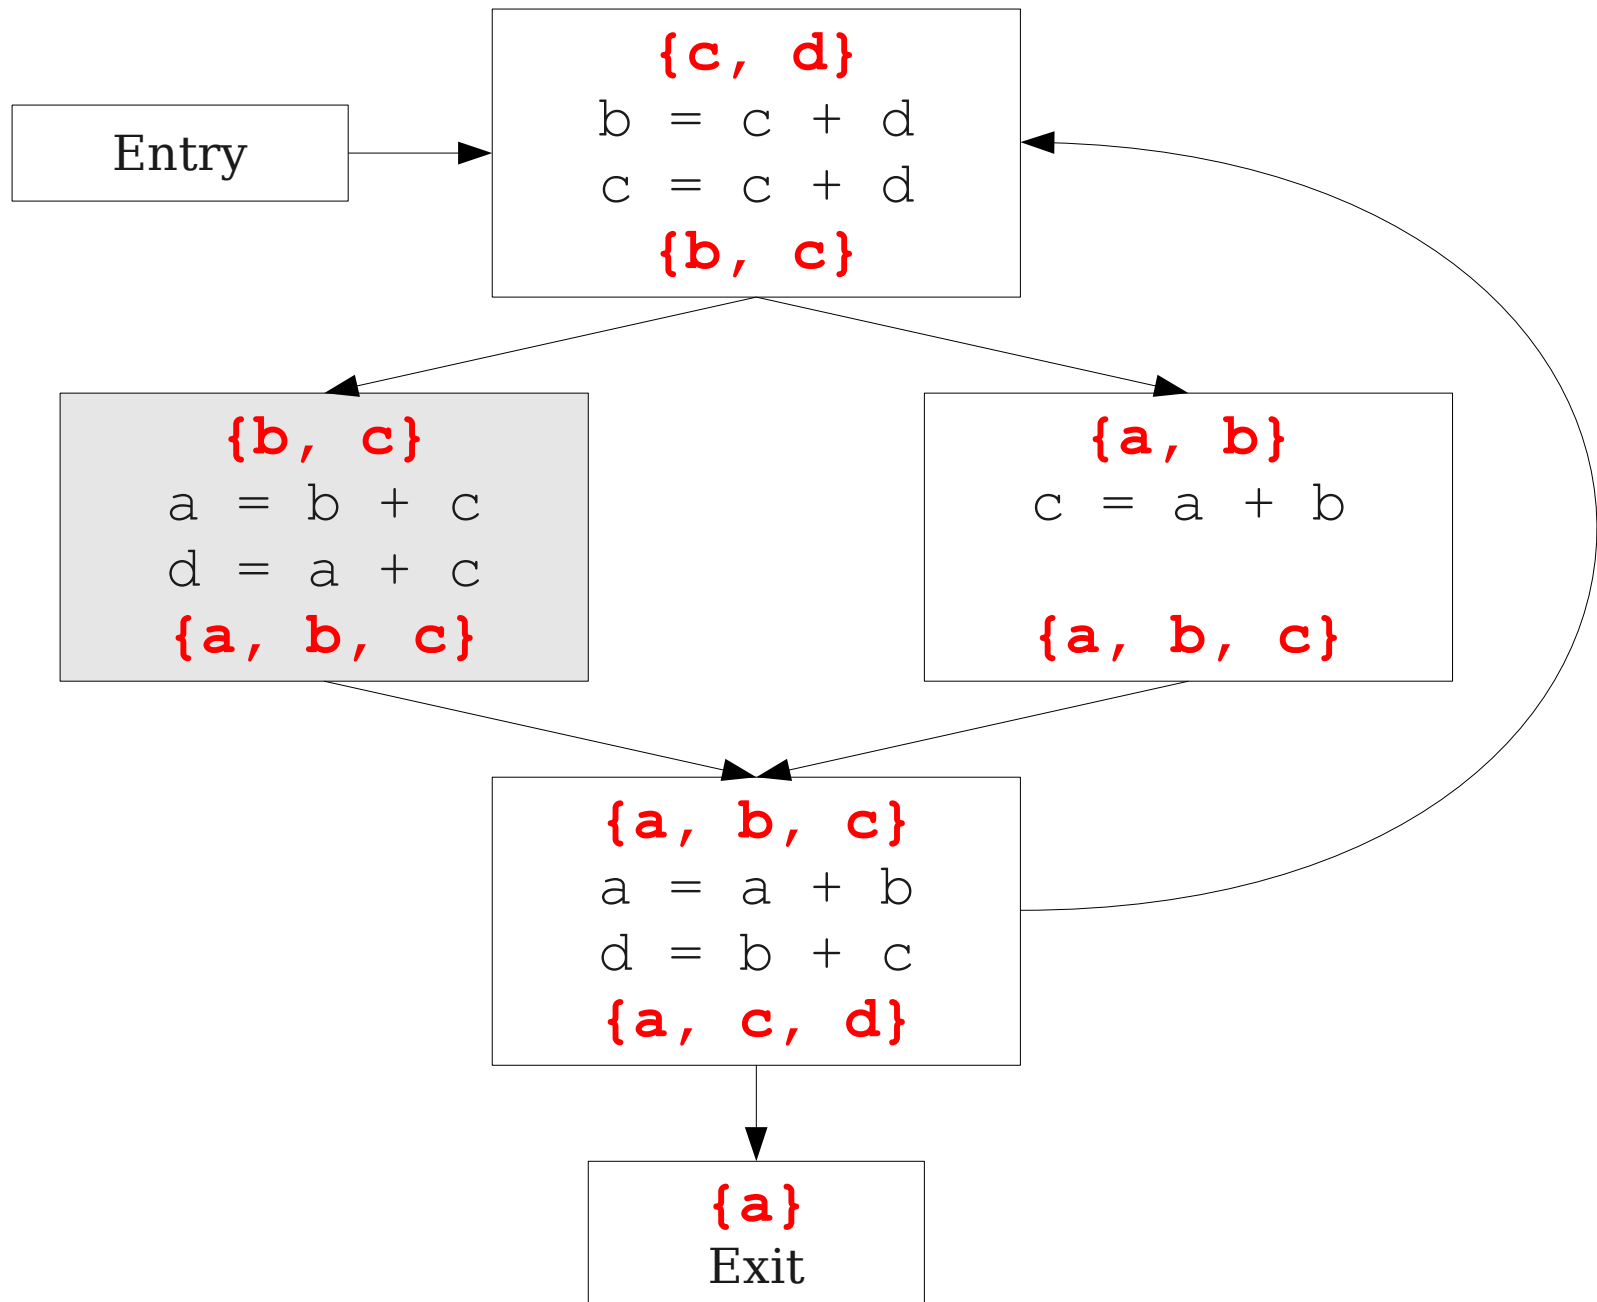 {c, d}
b = c + d
c = c + d
{b, c}
Entry
{b, c}
a = b + c
d = a + c
{a, b, c}
{a, b}
c = a + b
{a, b, c}
{a, b, c}
a = a + b
d = b + c
{a, c, d}
{a}
Exit